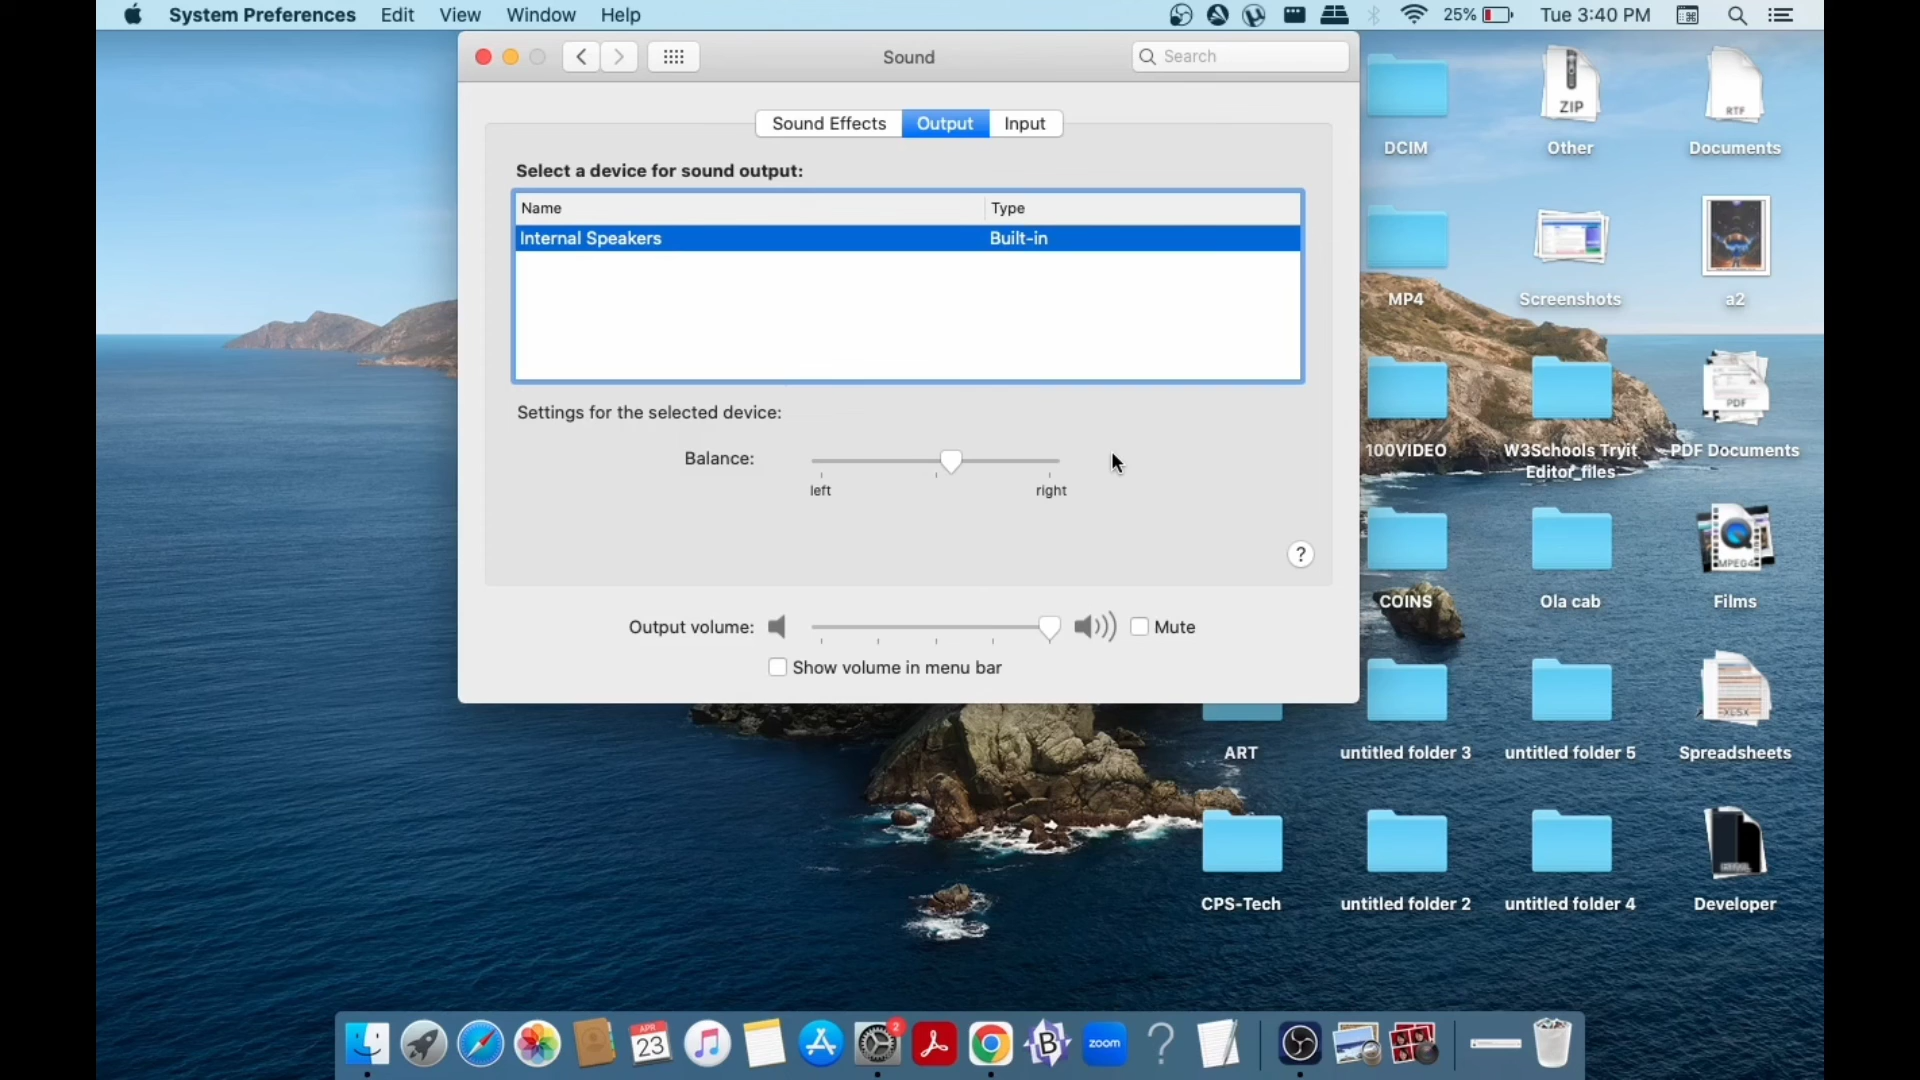 System Preferences Edit View Window Help 25% Tue 3:40 PM
Sound
Search
Sound Effects Output Input
Select a device for sound output:
Name Type
Internal Speakers Built-in
Settings for the selected device:
Balance:
left right
?
Output volume: Mute
Show volume in menu bar
DCIM Other Documents
ZIP
RTF
MP4 Screenshots a2
100VIDEO W3Schools Tryit Editor_files PDF Documents
PDF
COINS Ola cab Films
MPEG4
ART untitled folder 3 untitled folder 5 Spreadsheets
XLSX
CPS-Tech untitled folder 2 untitled folder 4 Developer
APR
23
2
B
zoom
?